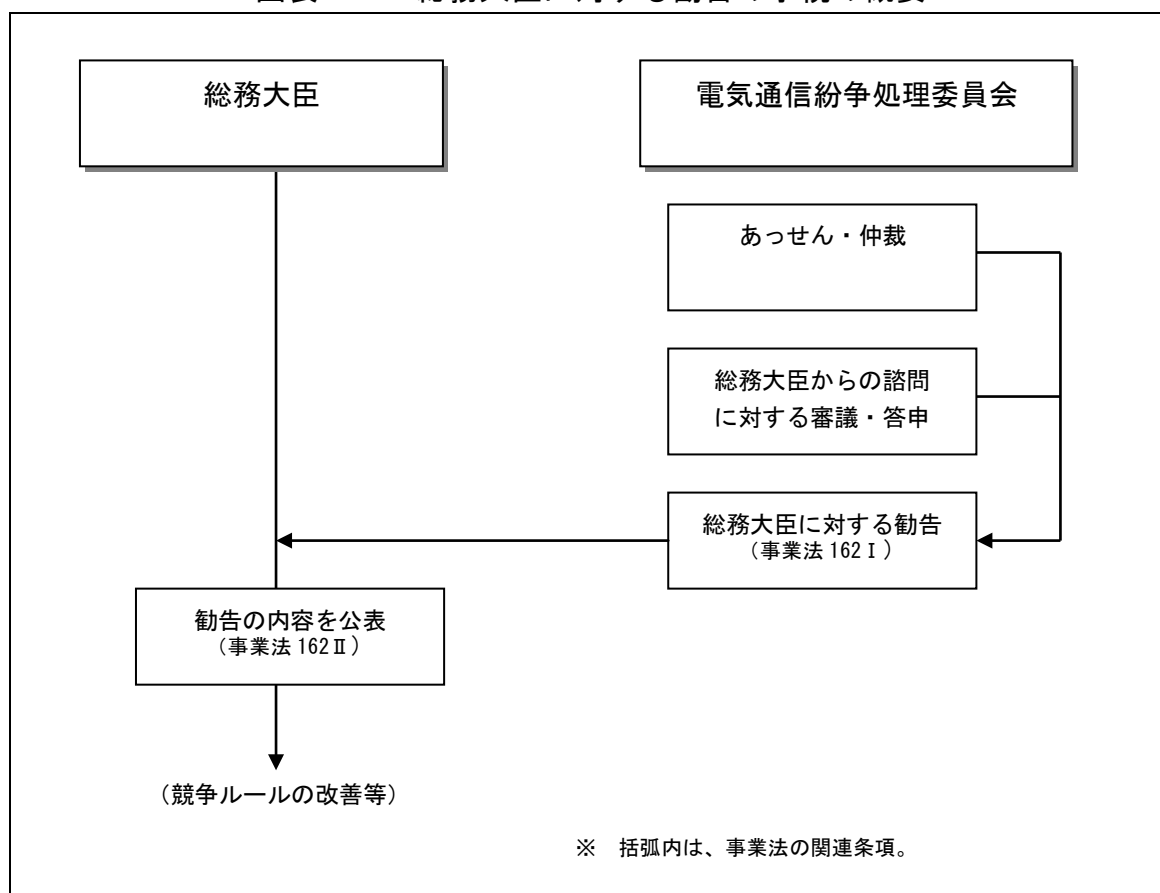 総務大臣
電気通信紛争処理委員会
あっせん・仲裁
総務大臣からの諮問
に対する審議・答申
総務大臣に対する勧告
（事業法 162Ⅰ）
勧告の内容を公表
（事業法 162Ⅱ）
（競争ルールの改善等）
※　括弧内は、事業法の関連条項。